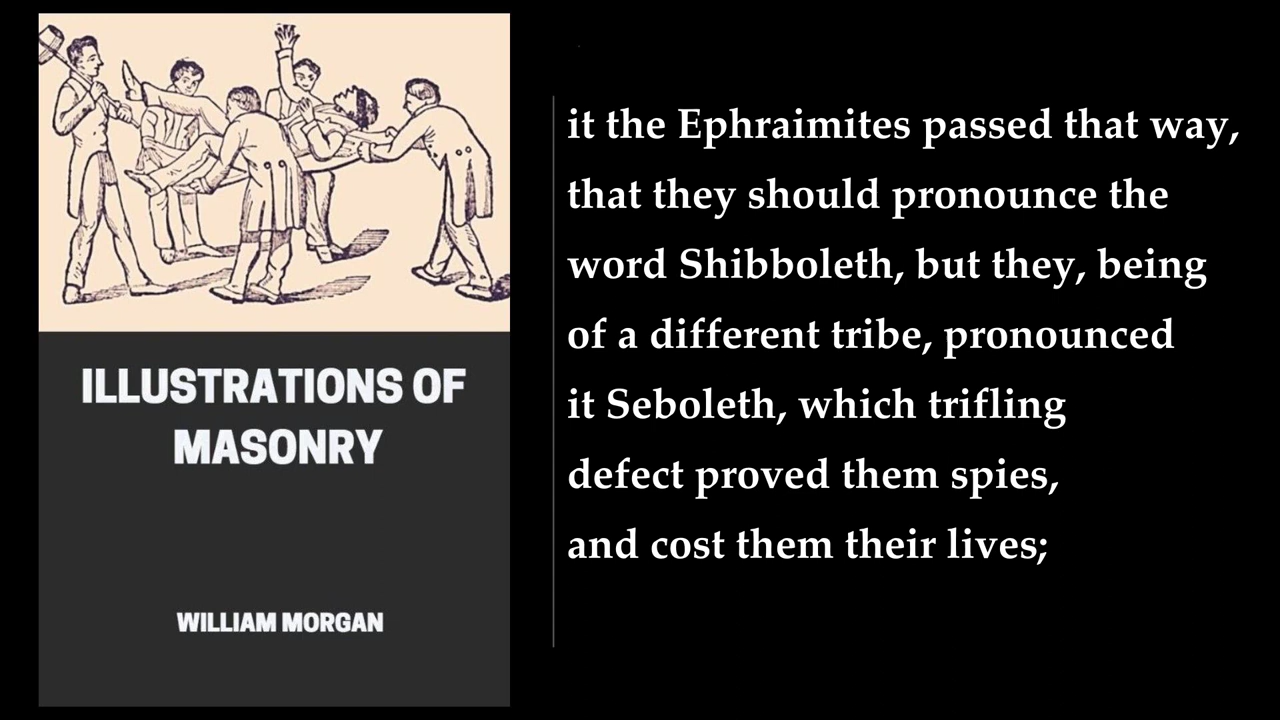 ILLUSTRATIONS OF
MASONRY
WILLIAM MORGAN
it the Ephraimites passed that way,
that they should pronounce the
word Shibboleth, but they, being
of a different tribe, pronounced
it Seboleth, which trifling
defect proved them spies,
and cost them their lives;